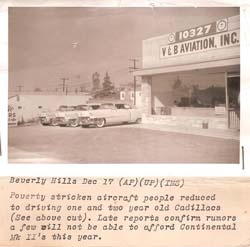 10327
V & B AVIATION, INC.
Beverly Hills Dec 17 (AP)(UP)(INS)
Poverty stricken aircraft people reduced
to driving one and two year old Cadillacs
(See above cut). Late reports confirm rumors
a few will not be able to afford Continental
Mk II's this year.